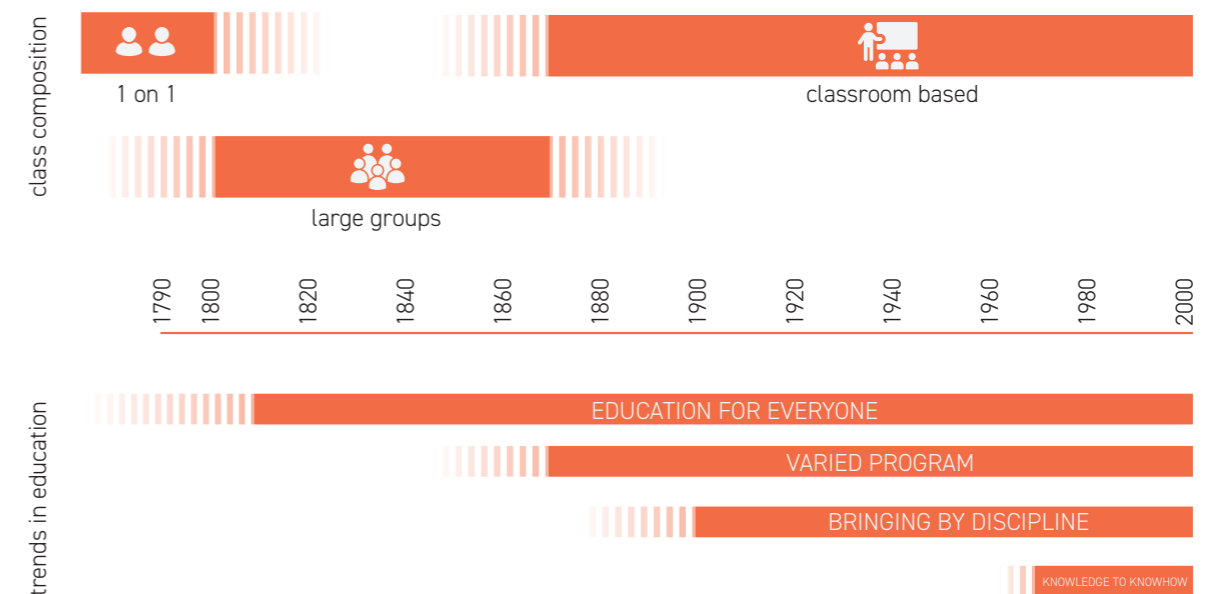 class composition
1 on 1
classroom based
large groups
1790
1800
1820
1840
1860
1880
1900
1920
1940
1960
1980
2000
trends in education
EDUCATION FOR EVERYONE
VARIED PROGRAM
BRINGING BY DISCIPLINE
KNOWLEDGE TO KNOWHOW